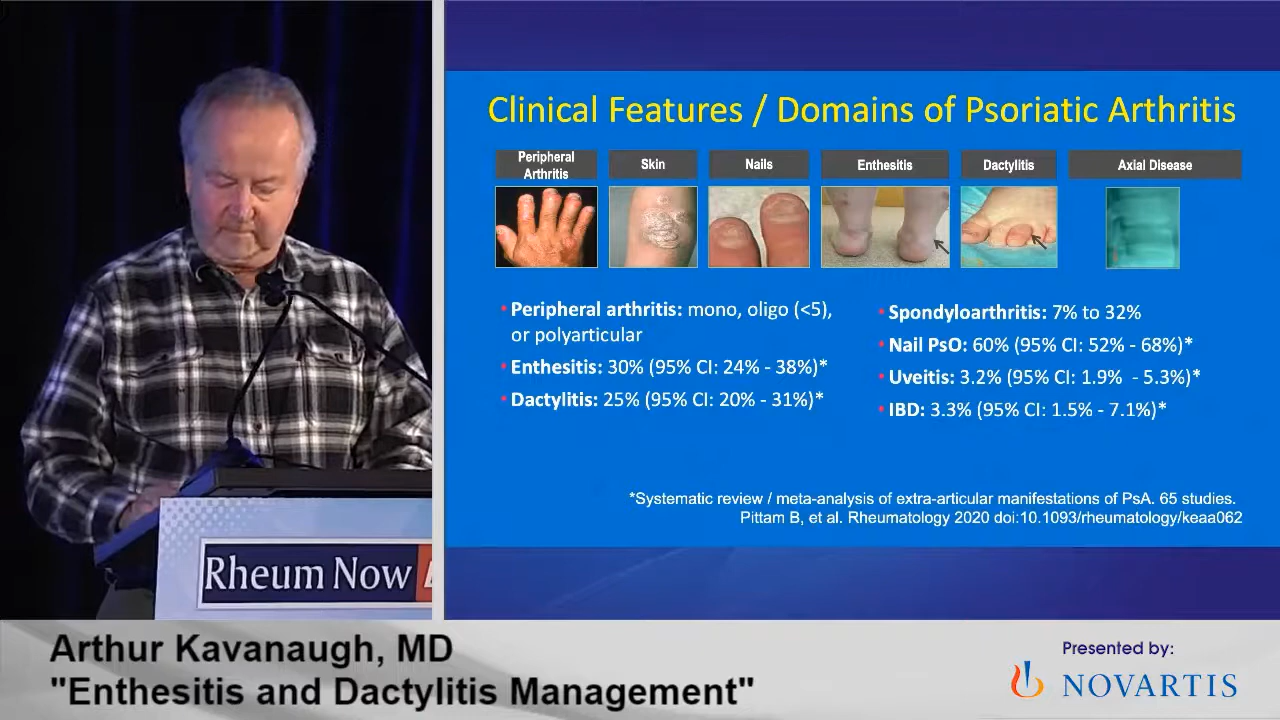 Clinical Features / Domains of Psoriatic Arthritis
Peripheral
Arthritis
Skin
Nails
Enthesitis
Dactylitis
Axial Disease
• Peripheral arthritis: mono, oligo (<5),
or polyarticular
• Enthesitis: 30% (95% CI: 24% - 38%)*
• Dactylitis: 25% (95% CI: 20% - 31%)*
• Spondyloarthritis: 7% to 32%
• Nail PsO: 60% (95% CI: 52% - 68%)*
• Uveitis: 3.2% (95% CI: 1.9% - 5.3%)*
• IBD: 3.3% (95% CI: 1.5% - 7.1%)*
*Systematic review / meta-analysis of extra-articular manifestations of PsA. 65 studies.
Pittam B, et al. Rheumatology 2020 doi:10.1093/rheumatology/keaa062
Rheum Now
Arthur Kavanaugh, MD
"Enthesitis and Dactylitis Management"
Presented by:
NOVARTIS